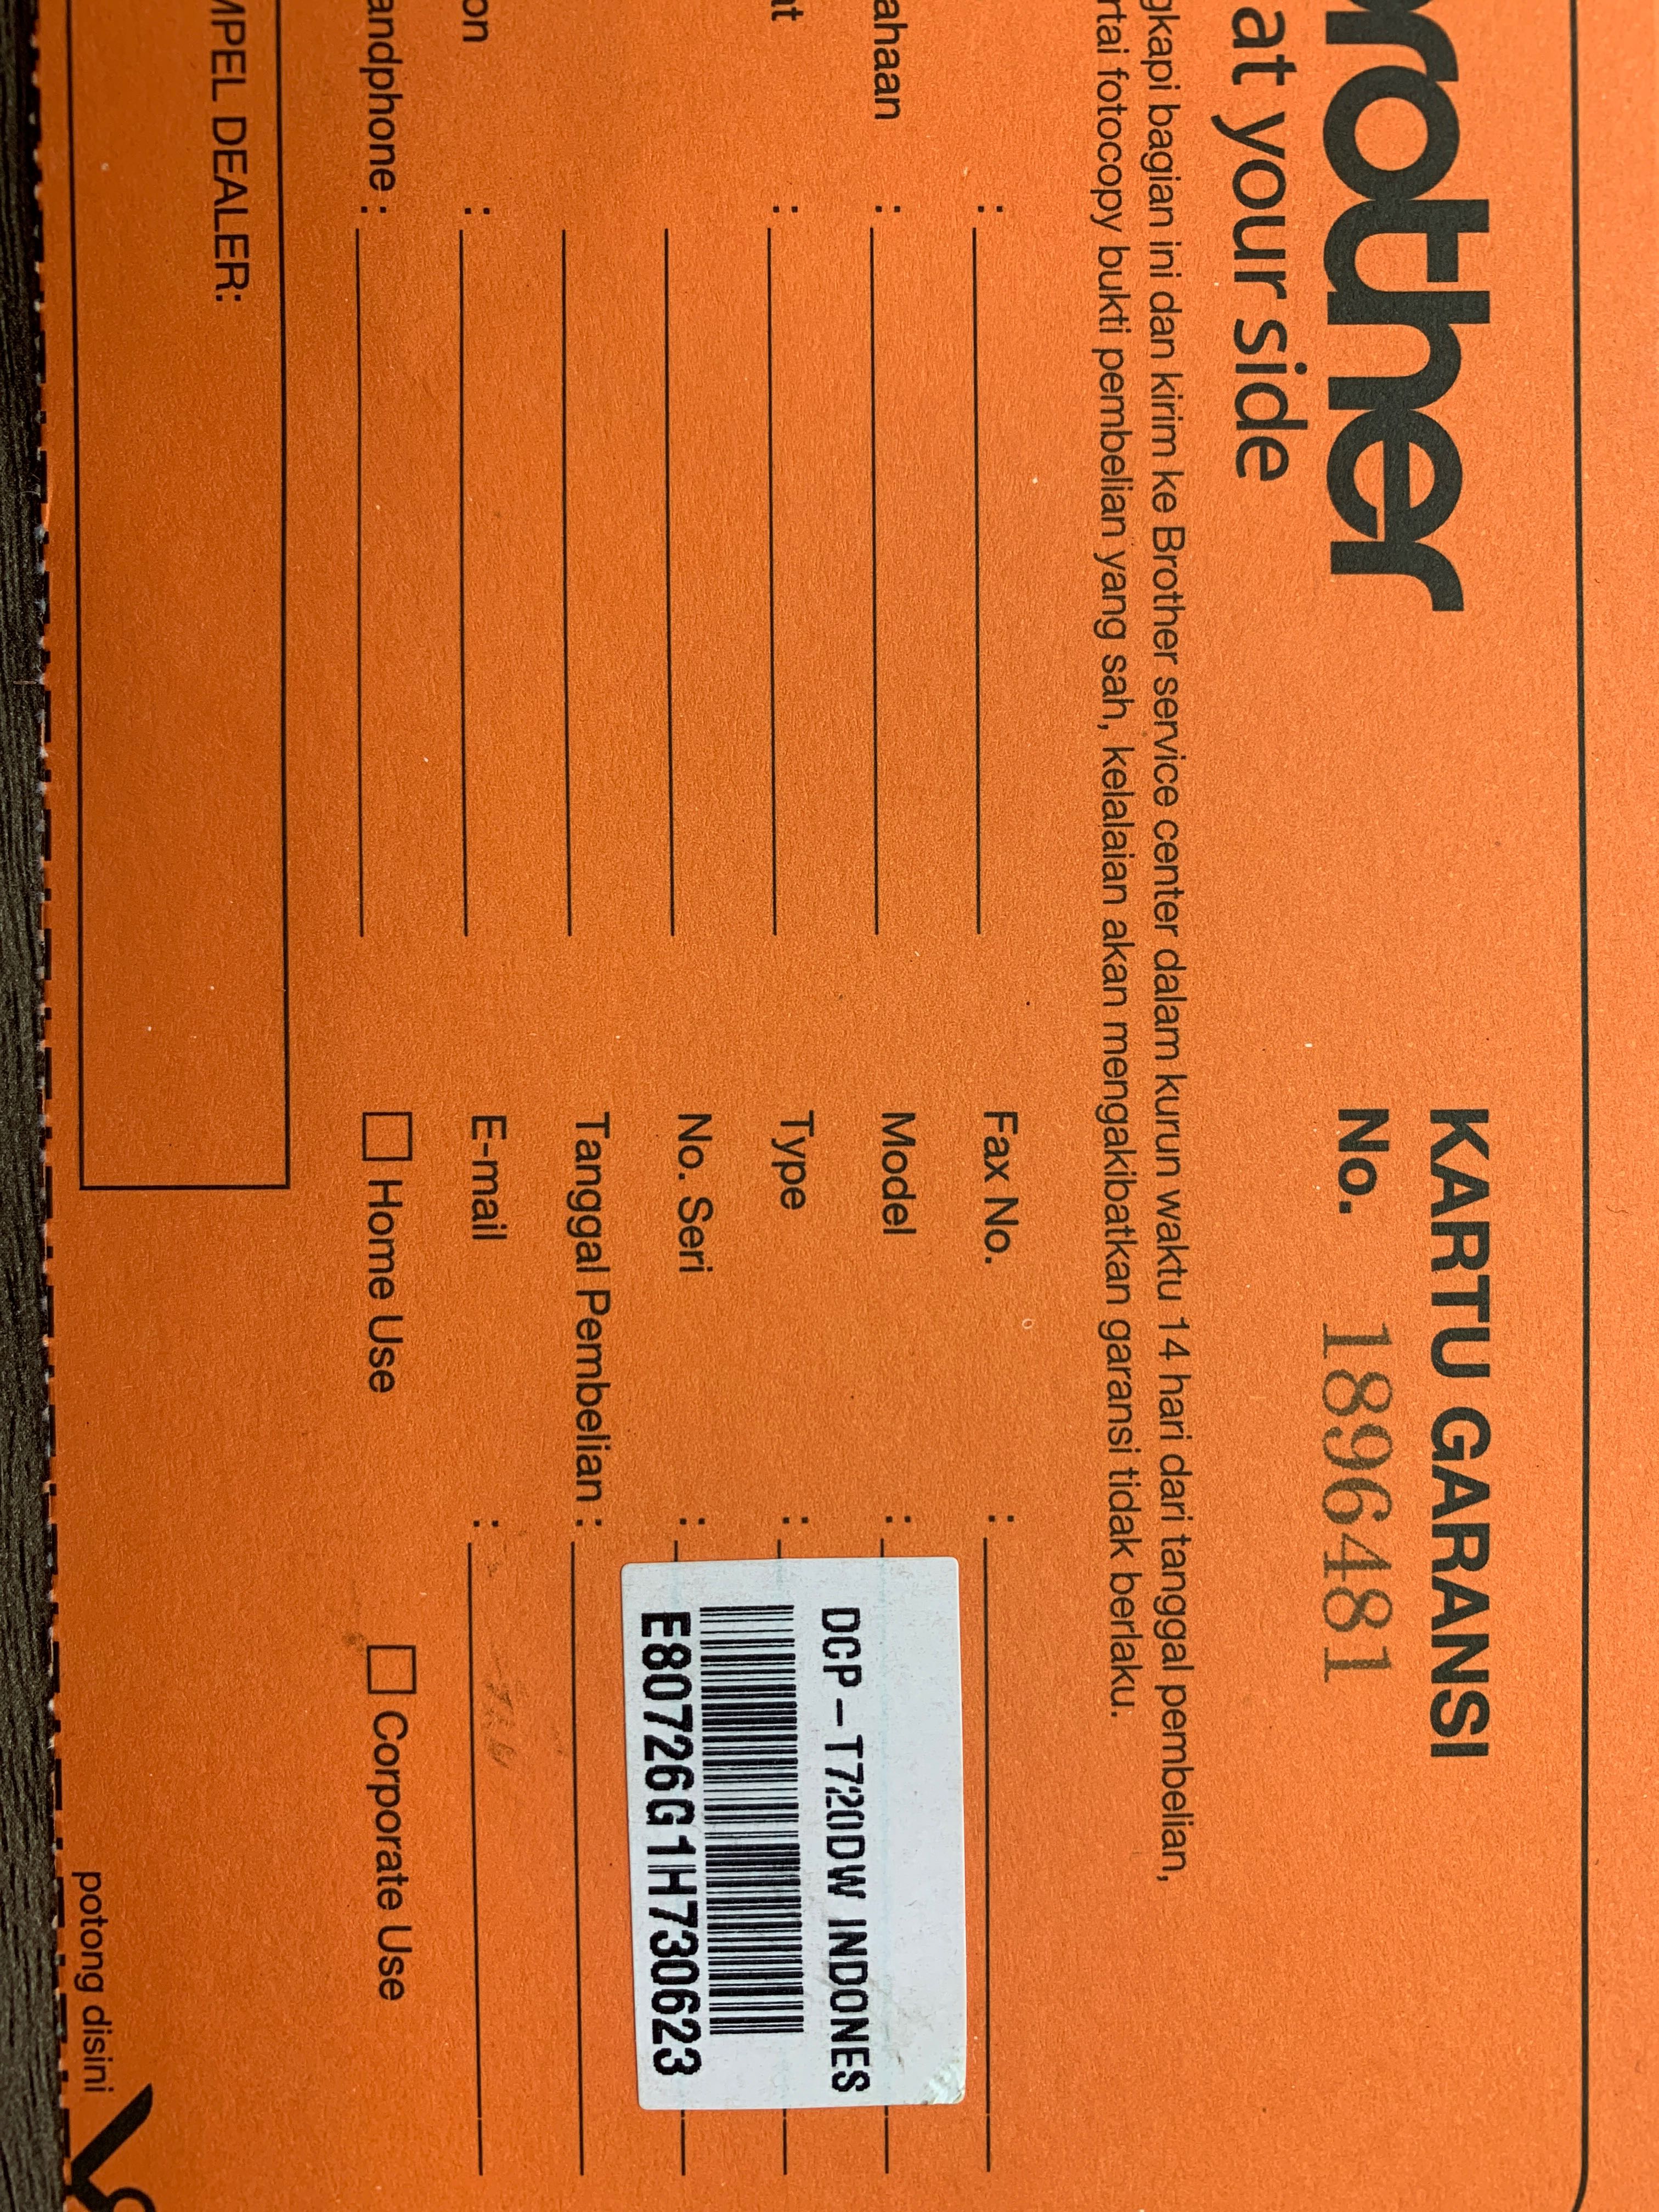 brother
at your side
KARTU GARANSI
No. 1896481
gkapi bagian ini dan kirim ke Brother service center dalam kurun waktu 14 hari dari tanggal pembelian,
rtai fotocopy bukti pembelian yang sah, kelalaian akan mengakibatkan garansi tidak berlaku.
:
Fax No. :
ahaan :
Model :
at :
Type :
DCP-T720DW INDONES
No. Seri :
E80726G1H730623
Tanggal Pembelian :
on :
E-mail :
andphone :
Home Use
Corporate Use
MPEL DEALER:
potong disini